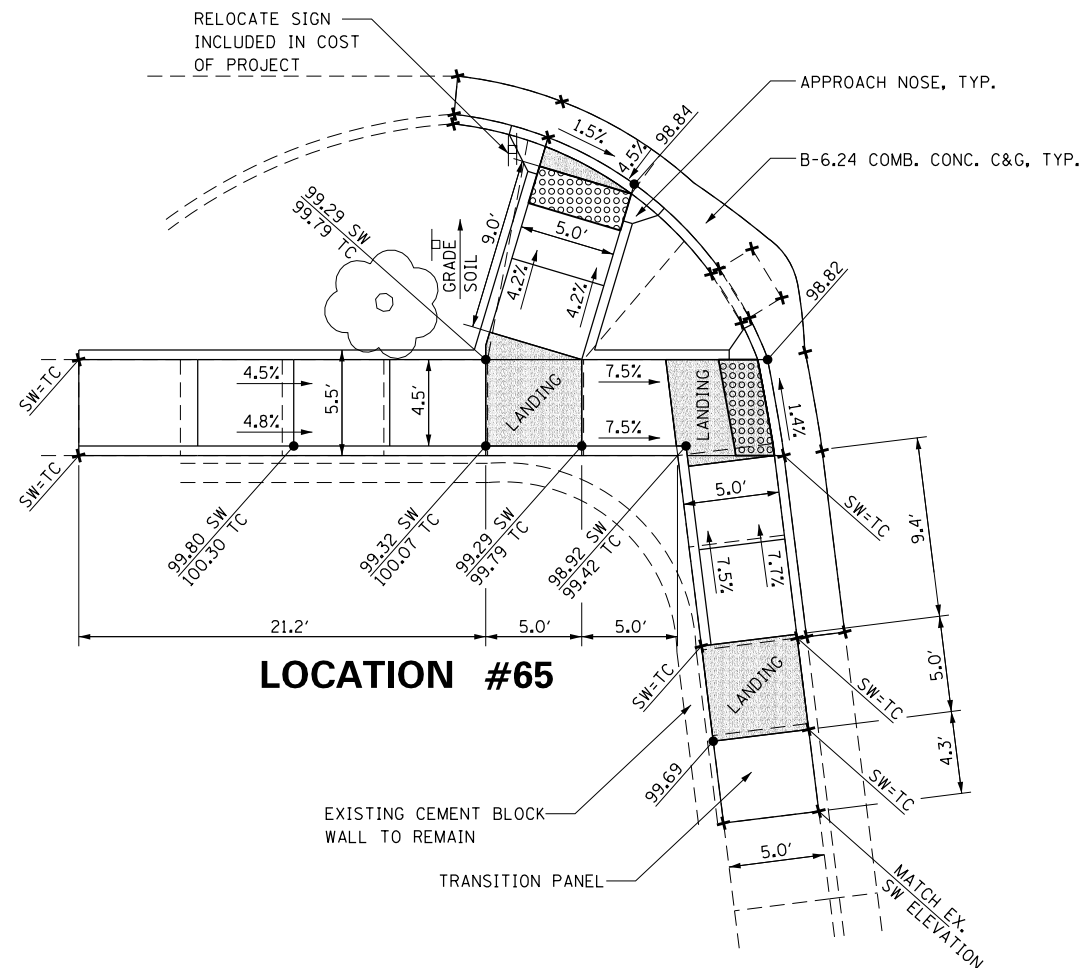 RELOCATE SIGN
INCLUDED IN COST
OF PROJECT
APPROACH NOSE, TYP.
B-6.24 COMB. CONC. C&G, TYP.
1.5%
4.5%
98.84
99.29 SW
99.79 TC
9.0'
5.0'
4.2%
4.2%
GRADE
SOIL
98.82
SW=TC
4.5%
4.8%
5.5'
4.5'
LANDING
7.5%
7.5%
LANDING
1.4%
SW=TC
5.0'
SW=TC
9.4'
99.80 SW
100.30 TC
99.32 SW
100.07 TC
99.29 SW
99.79 TC
98.92 SW
99.42 TC
7.5%
7.7%
21.2'
5.0'
5.0'
LOCATION #65
SW=TC
LANDING
SW=TC
5.0'
99.69
SW=TC
4.3'
EXISTING CEMENT BLOCK
WALL TO REMAIN
TRANSITION PANEL
5.0'
MATCH EX.
SW ELEVATION